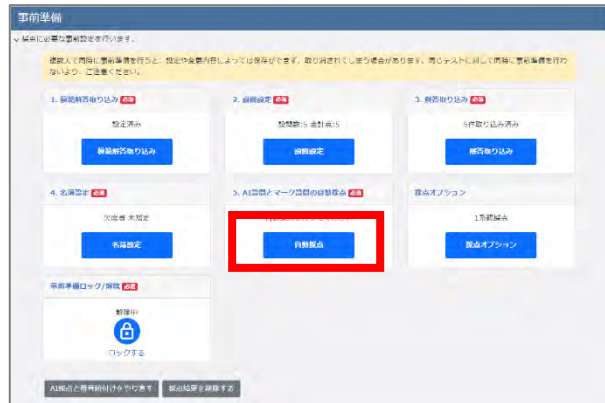 事前準備
採点に必要な事前設定を行います。
複数人で同時に事前準備を行うと、設定や変更内容によっては保存ができず、取り消されてしまう場合があります。同じテストに対して同時に事前準備を行わ
ないよう、ご注意ください。
1. 模範解答取り込み 必須
2. 設問設定 必須
3. 解答取り込み 必須
設定済み
設問数:5 合計点:5
5件取り込み済み
模範解答取り込み
設問設定
解答取り込み
4. 名簿設定 必須
5. AI設問とマーク設問の自動採点 必須
採点オプション
欠席者 未指定
1系統採点
名簿設定
自動採点
採点オプション
事前準備ロック/解除 必須
解除中
ロックする
AI採点と番号紐付けをやり直す
採点結果を削除する